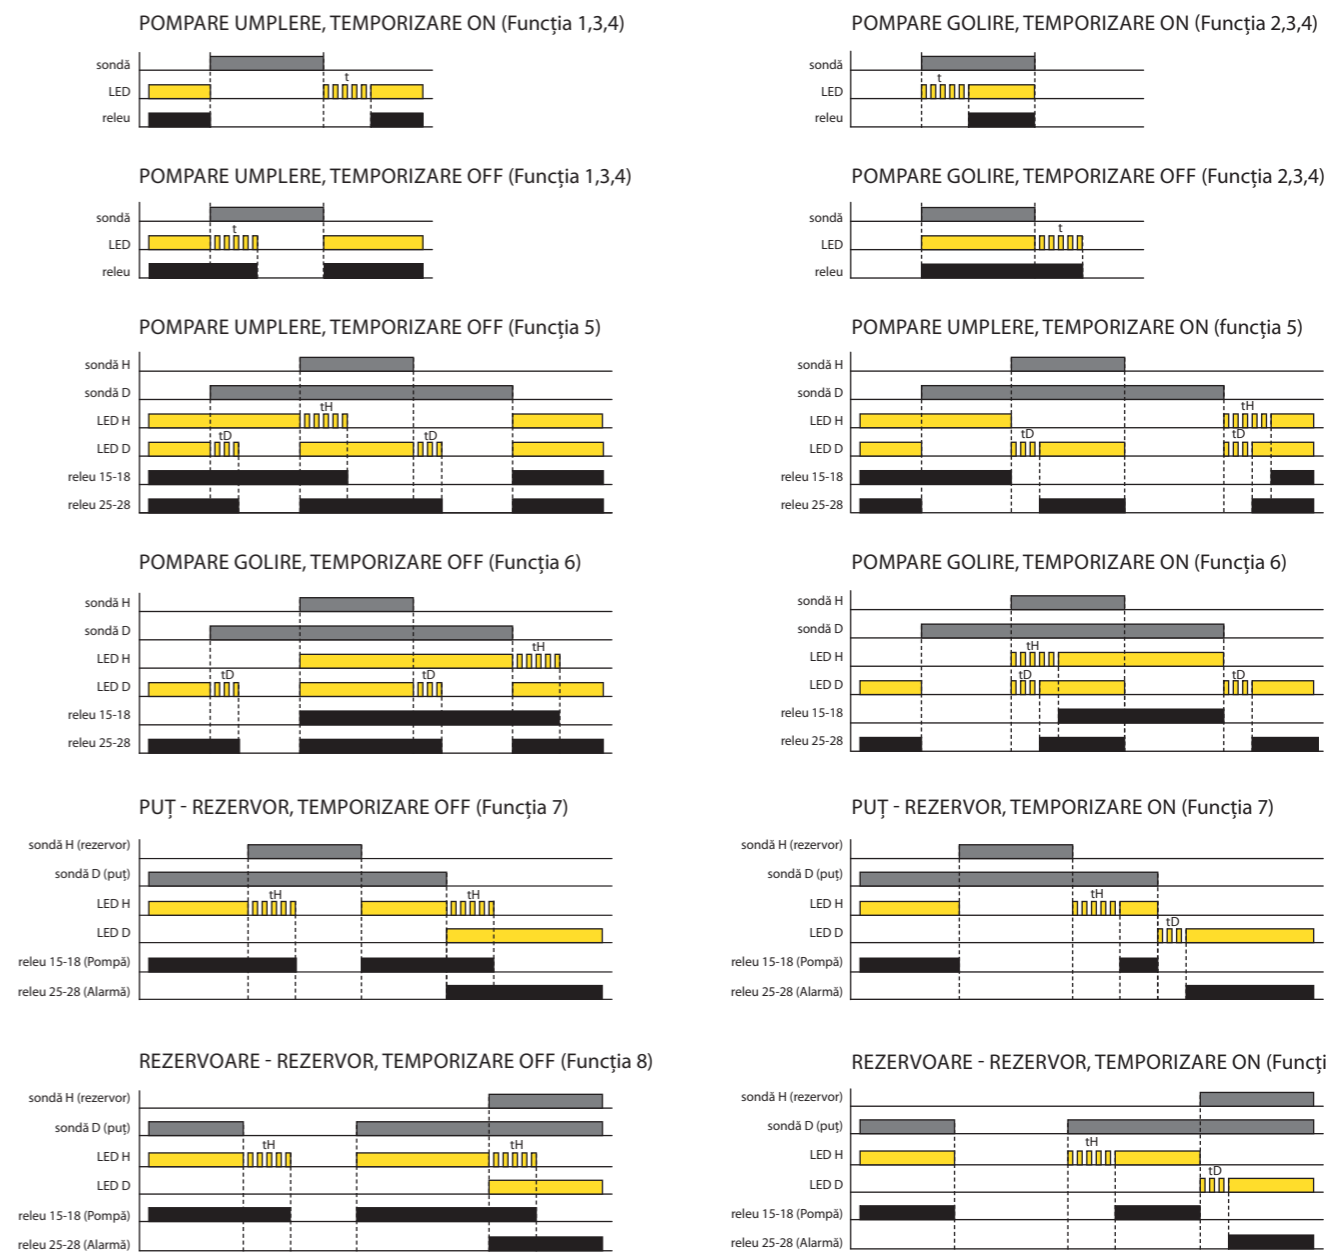 POMPARE UMPLERE, TEMPORIZARE ON (Funcția 1,3,4)
sondă
t
LED
releu
POMPARE GOLIRE, TEMPORIZARE ON (Funcția 2,3,4)
sondă
t
LED
releu
POMPARE UMPLERE, TEMPORIZARE OFF (Funcția 1,3,4)
sondă
t
LED
releu
POMPARE GOLIRE, TEMPORIZARE OFF (Funcția 2,3,4)
sondă
t
LED
releu
POMPARE UMPLERE, TEMPORIZARE OFF (Funcția 5)
sondă H
sondă D
tH
LED H
tD tD
LED D
releu 15-18
releu 25-28
POMPARE UMPLERE, TEMPORIZARE ON (funcția 5)
sondă H
sondă D
tH
LED H
tD tD
LED D
releu 15-18
releu 25-28
POMPARE GOLIRE, TEMPORIZARE OFF (Funcția 6)
sondă H
sondă D
tH
LED H
tD tD
LED D
releu 15-18
releu 25-28
POMPARE GOLIRE, TEMPORIZARE ON (Funcția 6)
sondă H
sondă D
tH
LED H
tD tD
LED D
releu 15-18
releu 25-28
PUȚ - REZERVOR, TEMPORIZARE OFF (Funcția 7)
sondă H (rezervor)
sondă D (puț)
tH tH
LED H
LED D
releu 15-18 (Pompă)
releu 25-28 (Alarmă)
PUȚ - REZERVOR, TEMPORIZARE ON (Funcția 7)
sondă H (rezervor)
sondă D (puț)
tH
LED H
tD
LED D
releu 15-18 (Pompă)
releu 25-28 (Alarmă)
REZERVOARE - REZERVOR, TEMPORIZARE OFF (Funcția 8)
sondă H (rezervor)
sondă D (puț)
tH tH
LED H
LED D
releu 15-18 (Pompă)
releu 25-28 (Alarmă)
REZERVOARE - REZERVOR, TEMPORIZARE ON (Funcți
sondă H (rezervor)
sondă D (puț)
tH
LED H
tD
LED D
releu 15-18 (Pompă)
releu 25-28 (Alarmă)